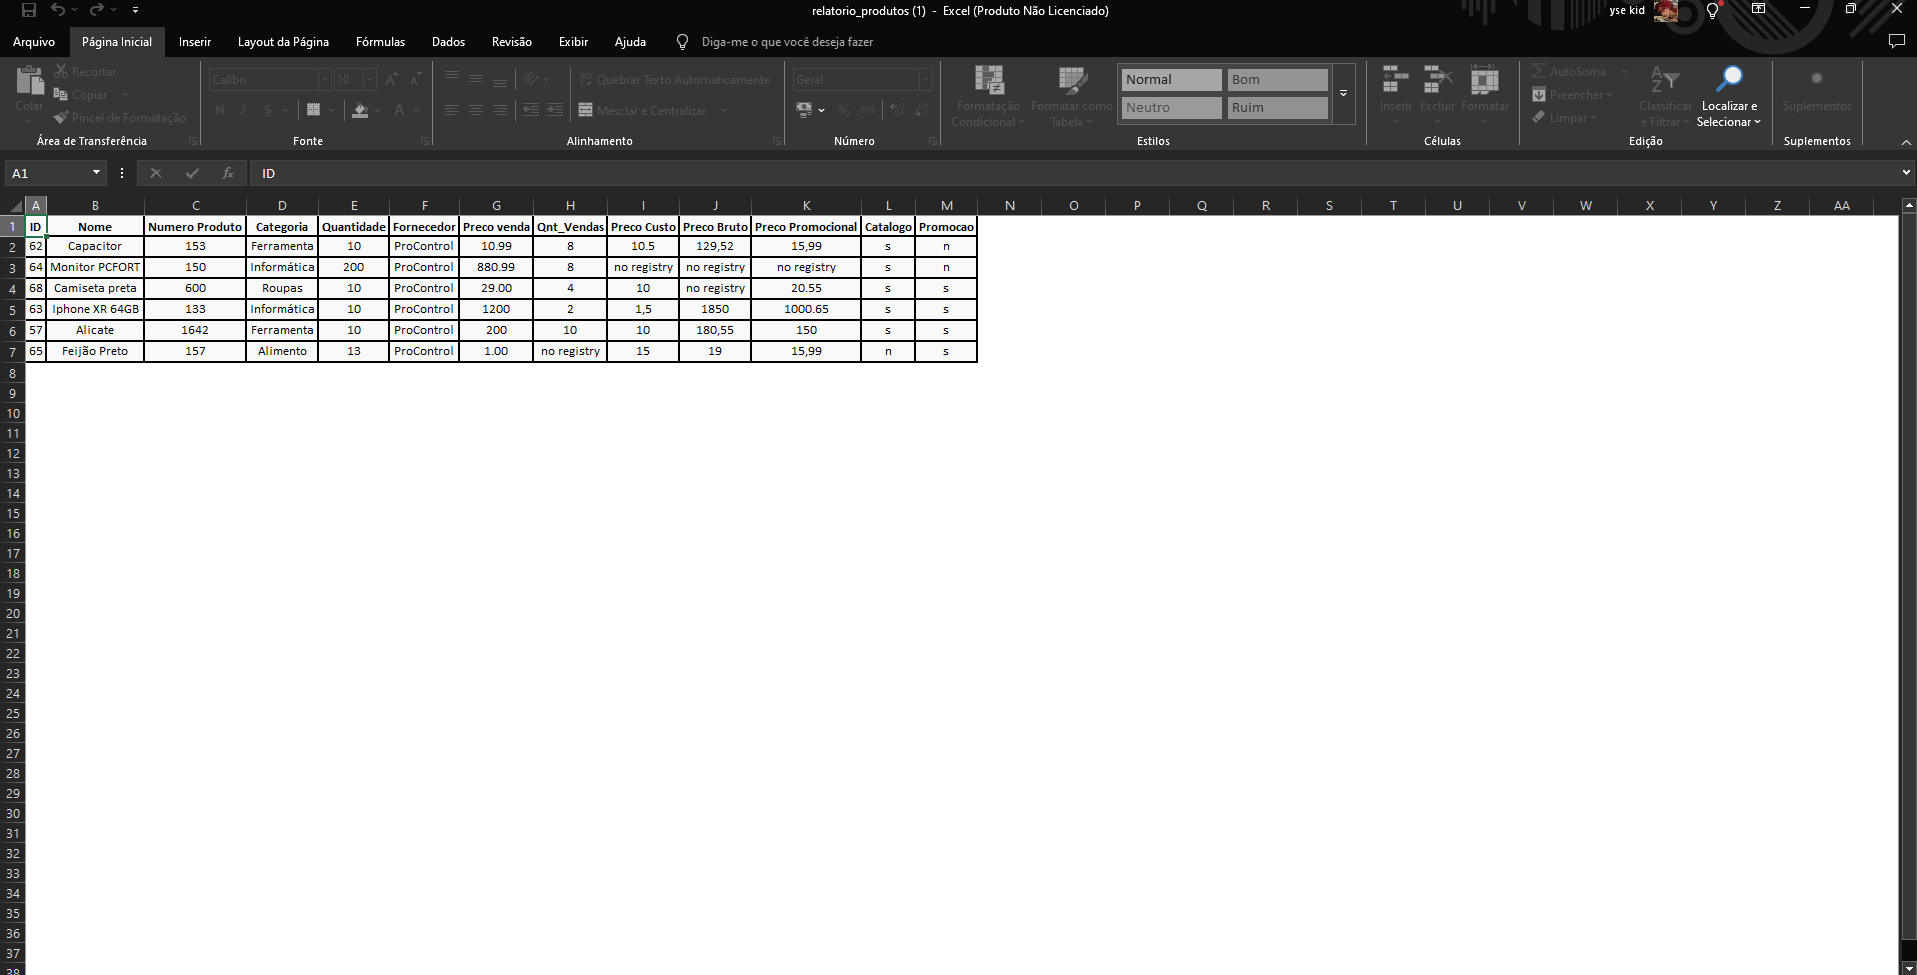 relatorio_produtos (1) - Excel (Produto Não Licenciado)
yse kid
Arquivo Página Inicial Inserir Layout da Página Fórmulas Dados Revisão Exibir Ajuda Diga-me o que você deseja fazer
Colar
Recortar
Copiar
Pincel de Formatação
Área de Transferência
Calibri 10
N I S
Fonte
Quebrar Texto Automaticamente
Mesclar e Centralizar
Alinhamento
Geral
% 000
Número
Formatação Condicional
Formatar como Tabela
Normal Bom
Neutro Ruim
Estilos
Inserir Excluir Formatar
Células
AutoSoma
Preencher
Limpar
Classificar e Filtrar
Localizar e Selecionar
Edição
Suplementos
Suplementos
A1 fx ID
A B C D E F G H I J K L M N O P Q R S T U V W X Y Z AA
1 ID Nome Numero Produto Categoria Quantidade Fornecedor Preco venda Qnt_Vendas Preco Custo Preco Bruto Preco Promocional Catalogo Promocao
2 62 Capacitor 153 Ferramenta 10 ProControl 10.99 8 10.5 129,52 15,99 s n
3 64 Monitor PCFORT 150 Informática 200 ProControl 880.99 8 no registry no registry no registry s n
4 68 Camiseta preta 600 Roupas 10 ProControl 29.00 4 10 no registry 20.55 s s
5 63 Iphone XR 64GB 133 Informática 10 ProControl 1200 2 1,5 1850 1000.65 s s
6 57 Alicate 1642 Ferramenta 10 ProControl 200 10 10 180,55 150 s s
7 65 Feijão Preto 157 Alimento 13 ProControl 1.00 no registry 15 19 15,99 n s
8
9
10
11
12
13
14
15
16
17
18
19
20
21
22
23
24
25
26
27
28
29
30
31
32
33
34
35
36
37
38